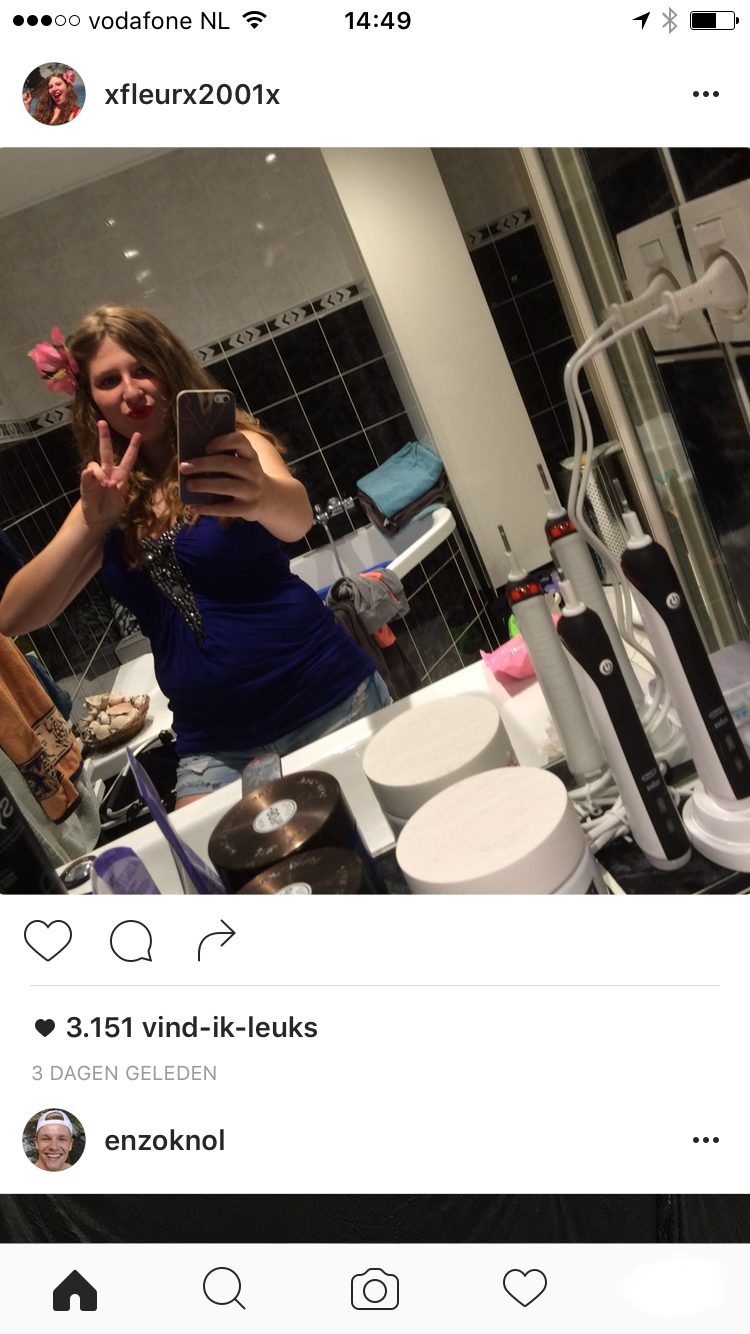 vodafone NL
14:49
xfleurx2001x
3.151 vind-ik-leuks
3 DAGEN GELEDEN
enzoknol